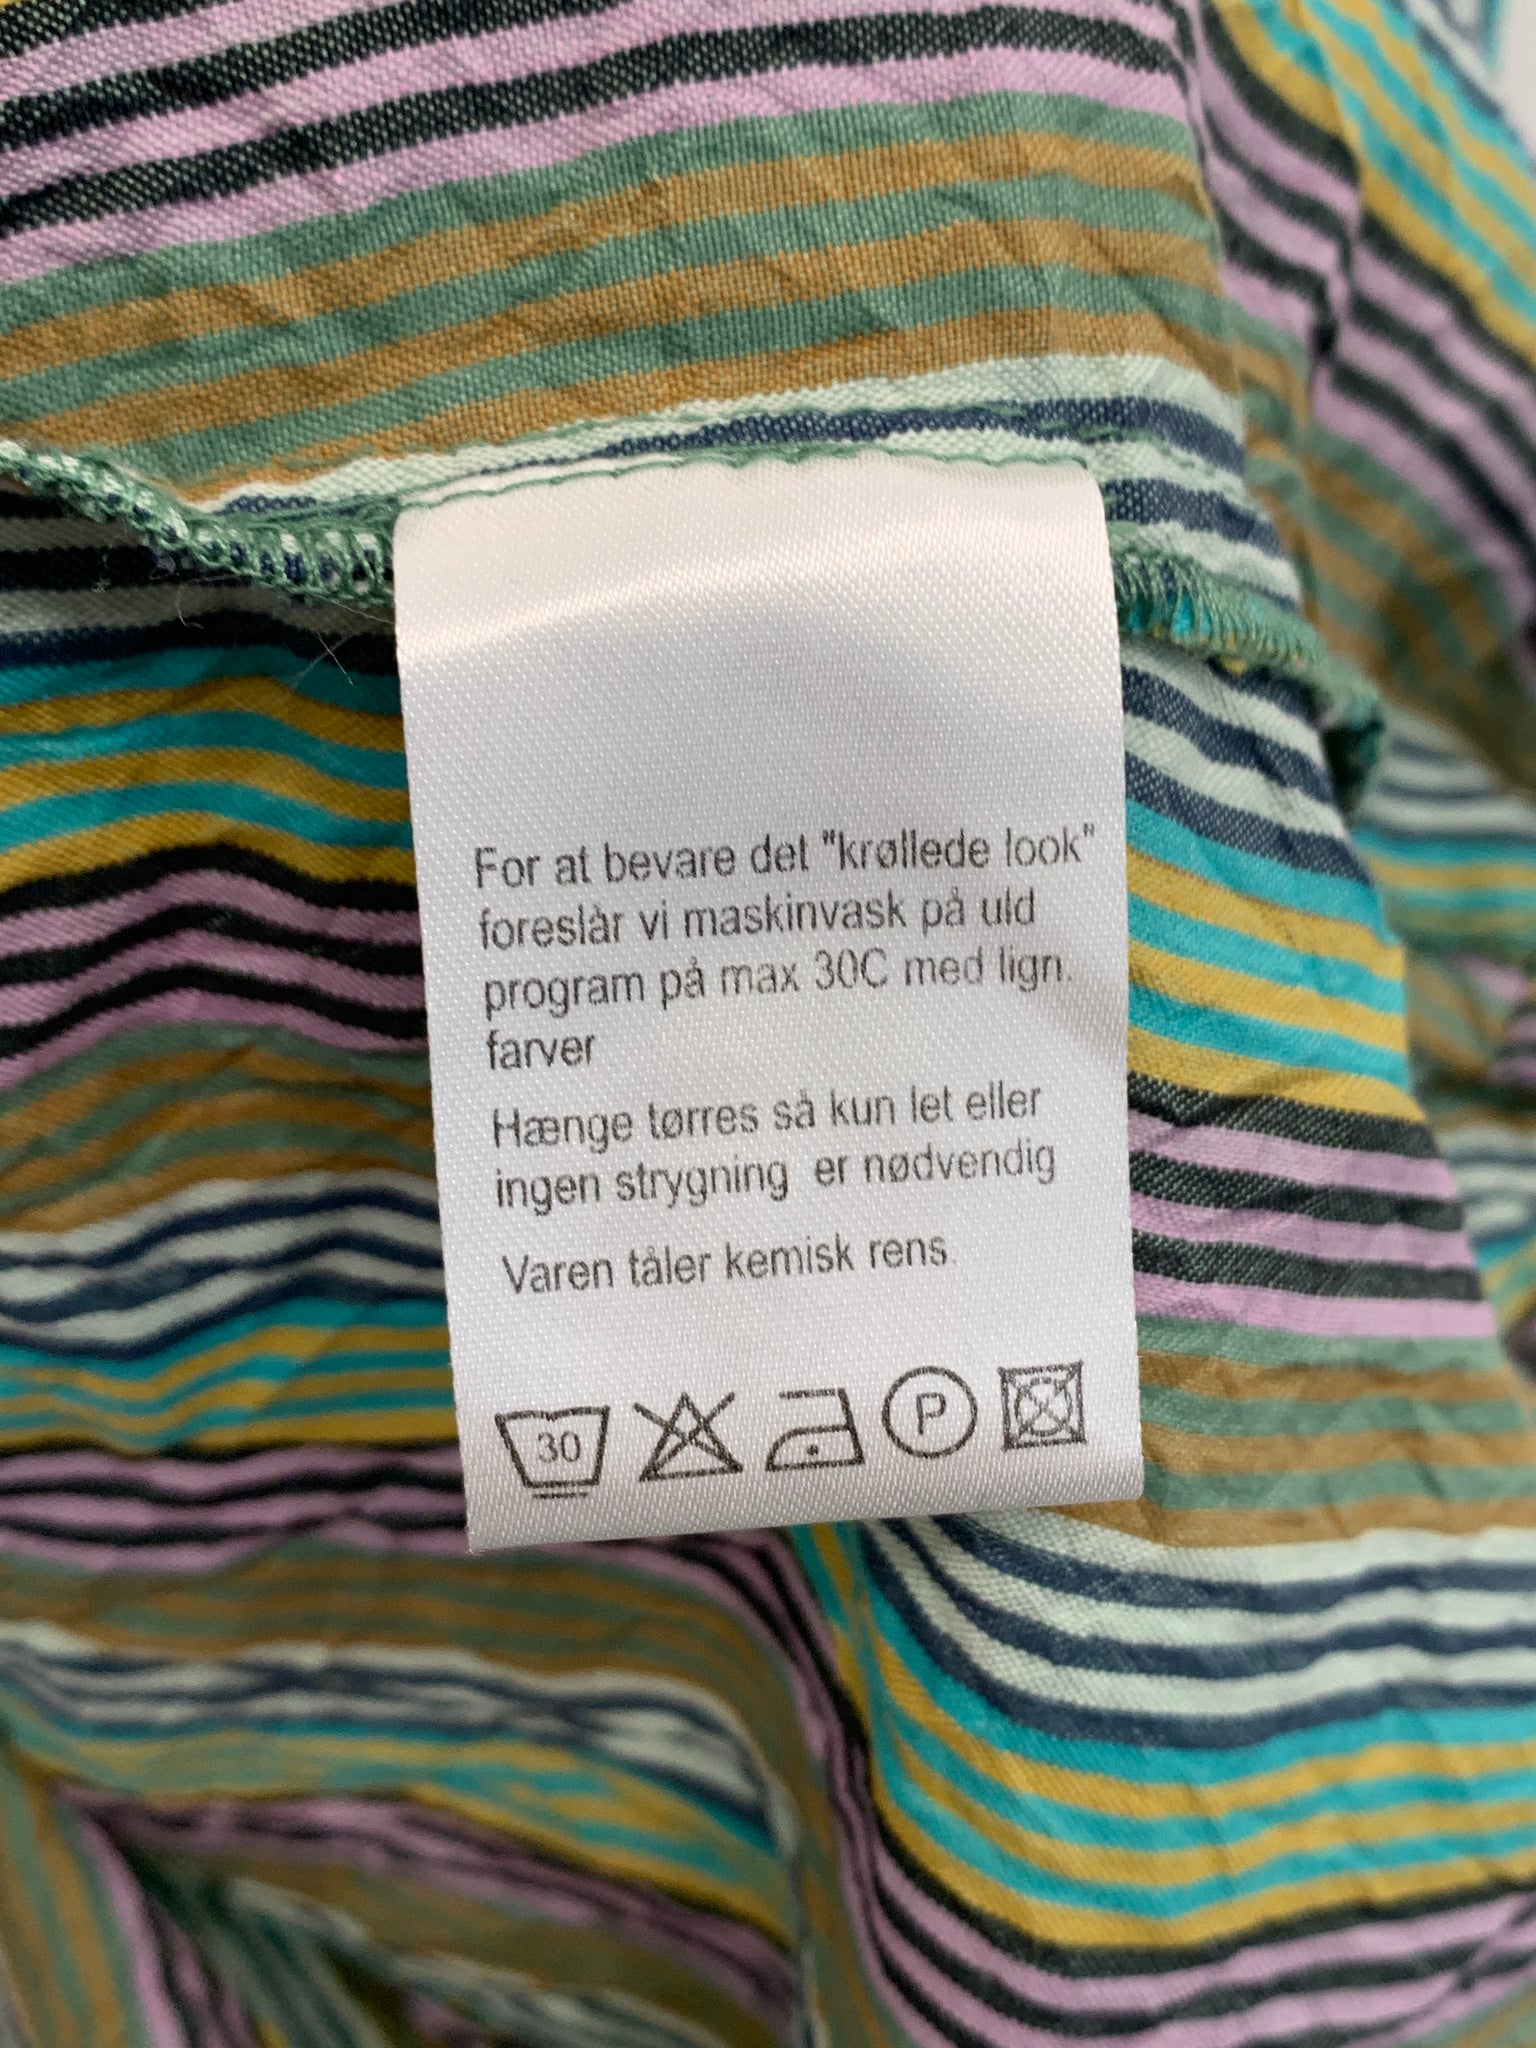 For at bevare det "krøllede look"
foreslår vi maskinvask på uld
program på max 30C med lign.
farver
Hænge tørres så kun let eller
ingen strygning er nødvendig
Varen tåler kemisk rens.
30 P